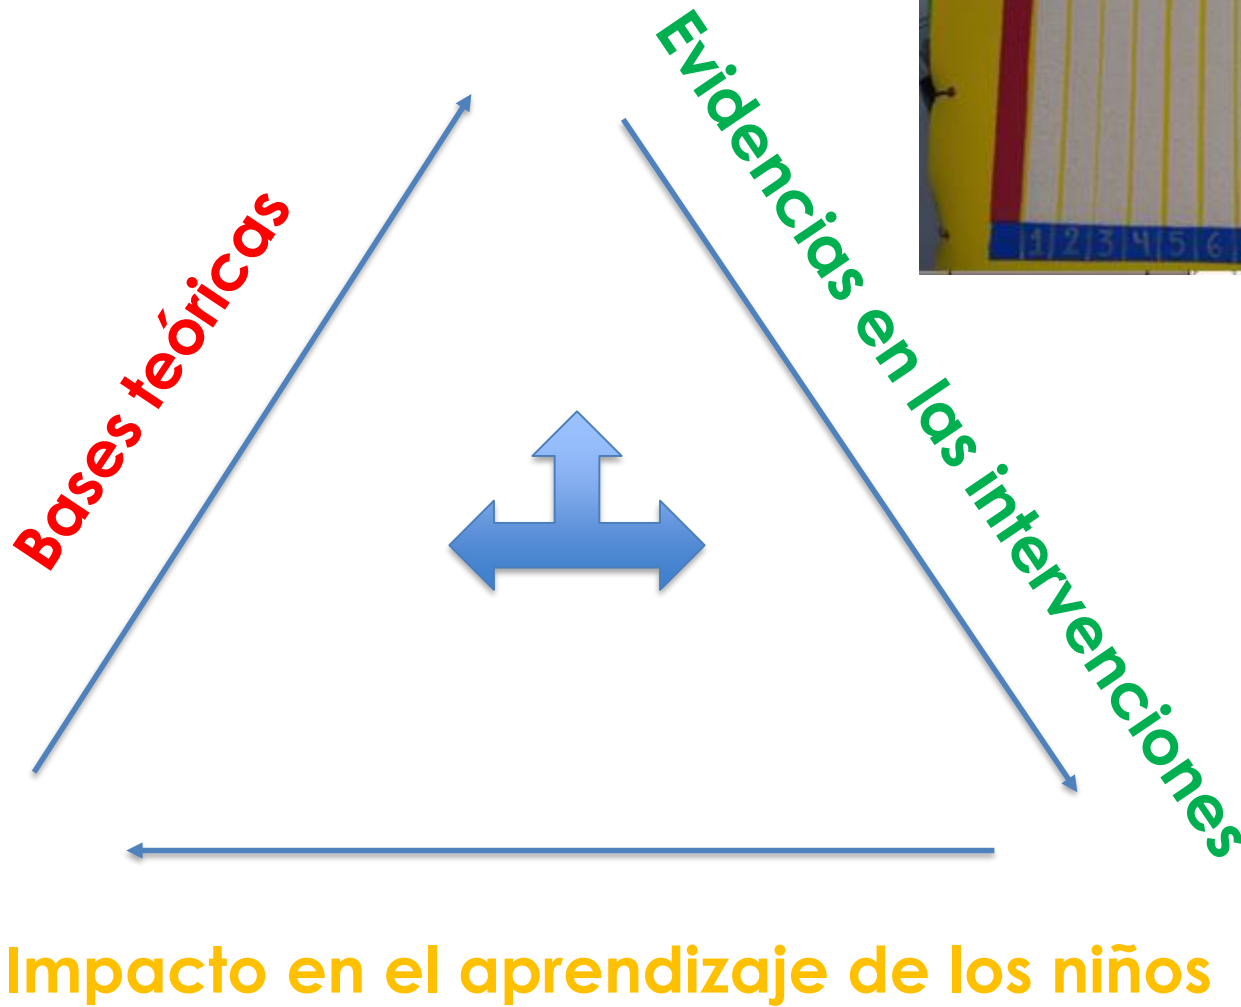 Bases teóricas
Evidencias en las intervenciones
1 2 3 4 5 6
Impacto en el aprendizaje de los niños